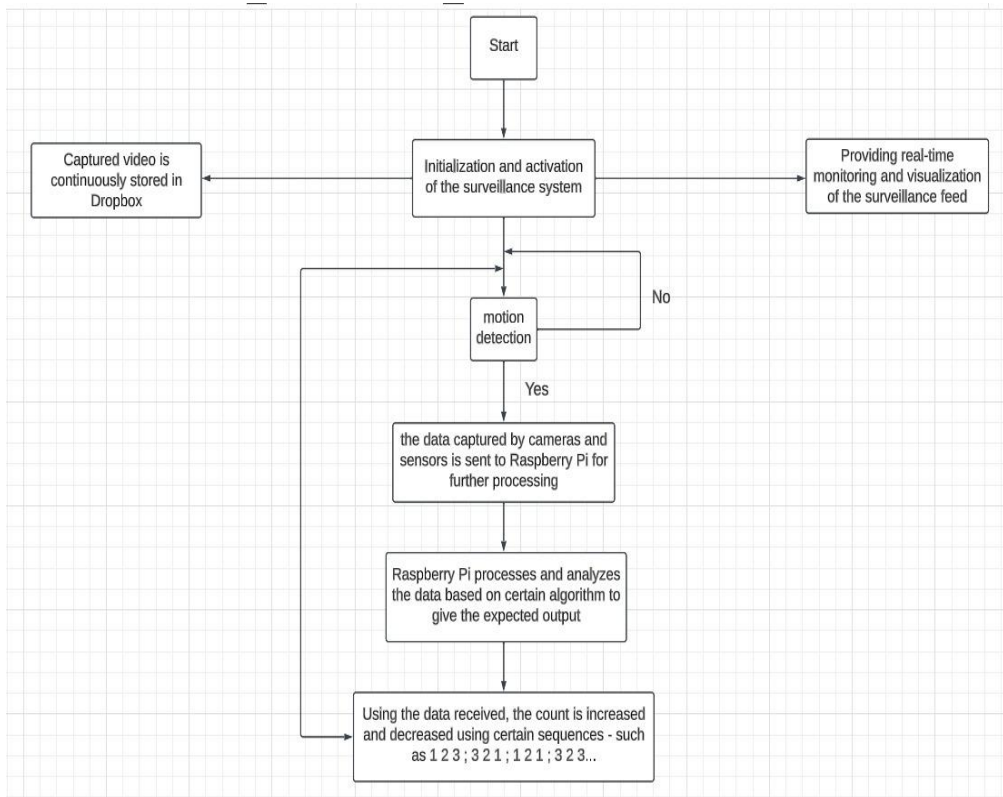 Start
Captured video is
continuously stored in
Dropbox
Initialization and activation
of the surveillance system
Providing real-time
monitoring and visualization
of the surveillance feed
No
motion
detection
Yes
the data captured by cameras and
sensors is sent to Raspberry Pi for
further processing
Raspberry Pi processes and analyzes
the data based on certain algorithm to
give the expected output
Using the data received, the count is increased
and decreased using certain sequences - such
as 1 2 3 ; 3 2 1 ; 1 2 1 ; 3 2 3...